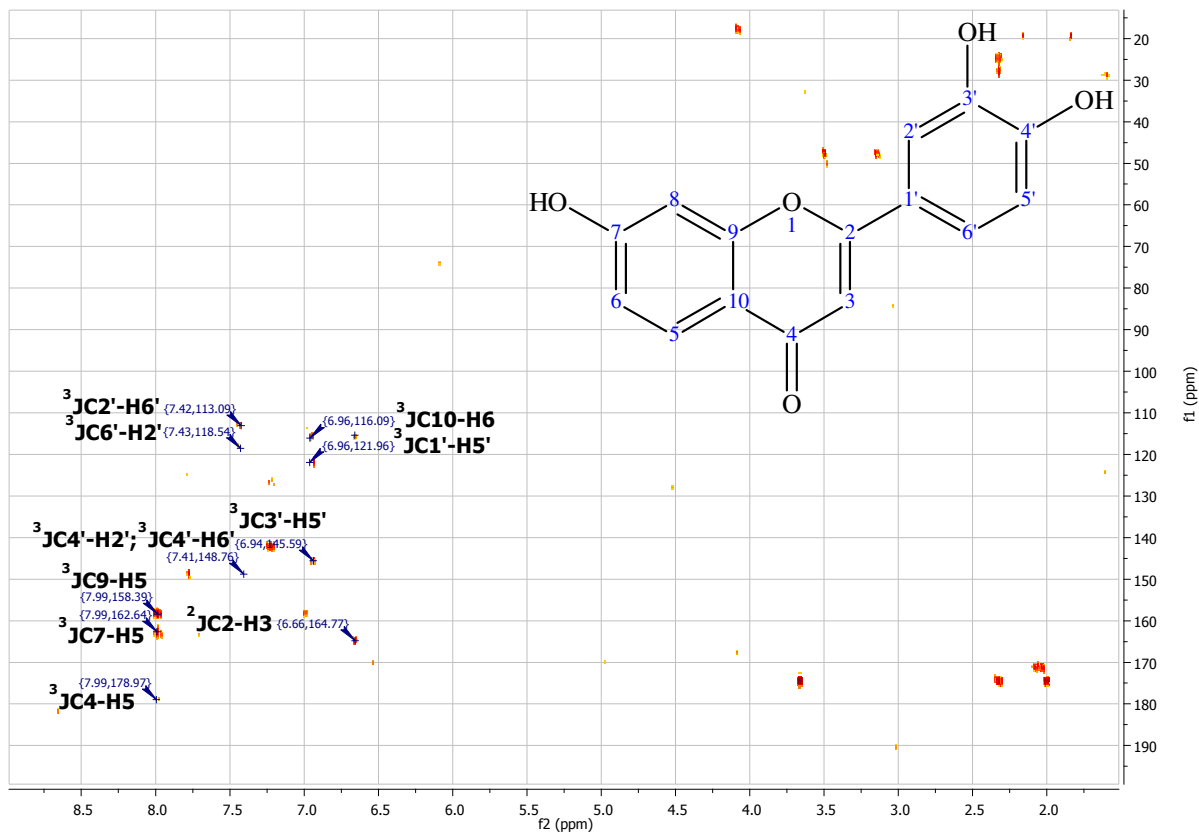 OH
3'
OH
2'
4'
HO
8
O
1'
5'
7
9
1
2
6'
6
10
3
5
4
O
3JC2'-H6' {7.42,113.09}
{6.96,116.09} 3JC10-H6
3JC6'-H2' {7.43,118.54}
{6.96,121.96} 3JC1'-H5'
3JC3'-H5'
3JC4'-H2'; 3JC4'-H6' {6.94,145.59}
{7.41,148.76}
3JC9-H5
{7.99,158.39}
{7.99,162.64}
3JC7-H5
2JC2-H3 {6.66,164.77}
{7.99,178.97}
3JC4-H5
20
30
40
50
60
70
80
90
100
110
120
130
140
150
160
170
180
190
f1 (ppm)
8.5 8.0 7.5 7.0 6.5 6.0 5.5 5.0 4.5 4.0 3.5 3.0 2.5 2.0
f2 (ppm)